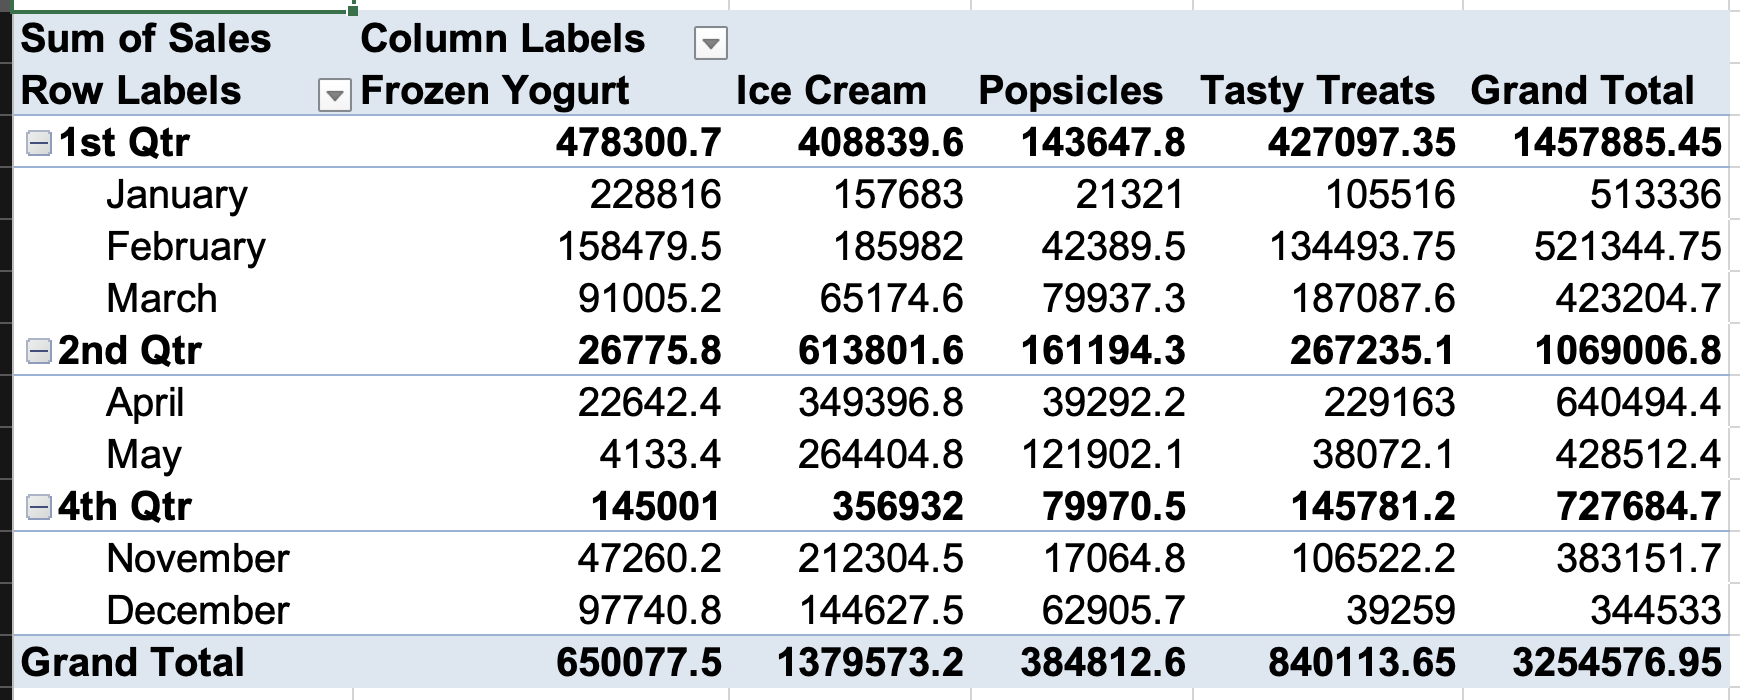 Sum of Sales Column Labels
Row Labels Frozen Yogurt Ice Cream Popsicles Tasty Treats Grand Total
1st Qtr 478300.7 408839.6 143647.8 427097.35 1457885.45
January 228816 157683 21321 105516 513336
February 158479.5 185982 42389.5 134493.75 521344.75
March 91005.2 65174.6 79937.3 187087.6 423204.7
2nd Qtr 26775.8 613801.6 161194.3 267235.1 1069006.8
April 22642.4 349396.8 39292.2 229163 640494.4
May 4133.4 264404.8 121902.1 38072.1 428512.4
4th Qtr 145001 356932 79970.5 145781.2 727684.7
November 47260.2 212304.5 17064.8 106522.2 383151.7
December 97740.8 144627.5 62905.7 39259 344533
Grand Total 650077.5 1379573.2 384812.6 840113.65 3254576.95